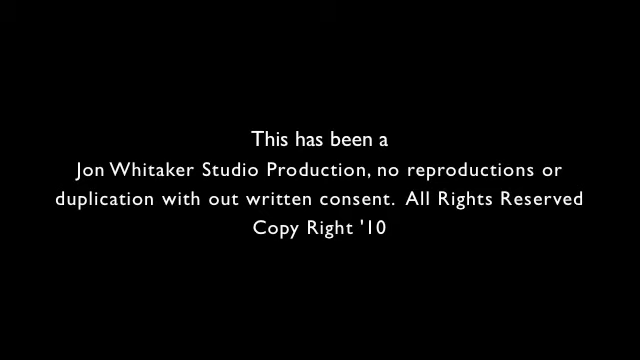 This has been a
Jon Whitaker Studio Production, no reproductions or
duplication with out written consent.  All Rights Reserved
Copy Right '10